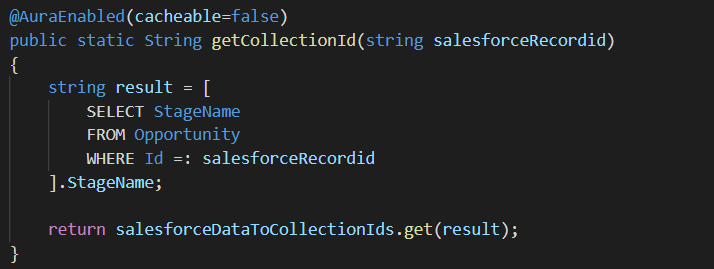 @AuraEnabled(cacheable=false)
public static String getCollectionId(string salesforceRecordid)
{
    string result = [
        SELECT StageName
        FROM Opportunity
        WHERE Id =: salesforceRecordid
    ].StageName;
    return salesforceDataToCollectionIds.get(result);
}